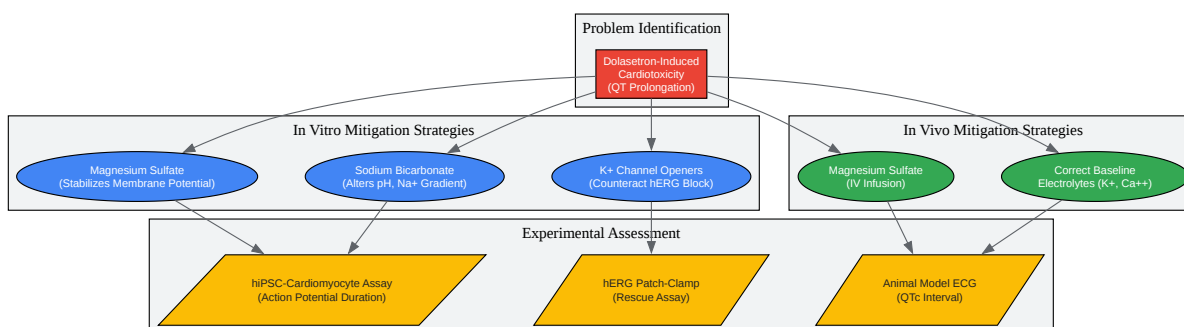 Problem Identification
Dolasetron-Induced
Cardiotoxicity
(QT Prolongation)
In Vitro Mitigation Strategies
In Vivo Mitigation Strategies
Magnesium Sulfate
(Stabilizes Membrane Potential)
Sodium Bicarbonate
(Alters pH, Na+ Gradient)
K+ Channel Openers
(Counteract hERG Block)
Magnesium Sulfate
(IV Infusion)
Correct Baseline
Electrolytes (K+, Ca++)
Experimental Assessment
hiPSC-Cardiomyocyte Assay
(Action Potential Duration)
hERG Patch-Clamp
(Rescue Assay)
Animal Model ECG
(QTc Interval)